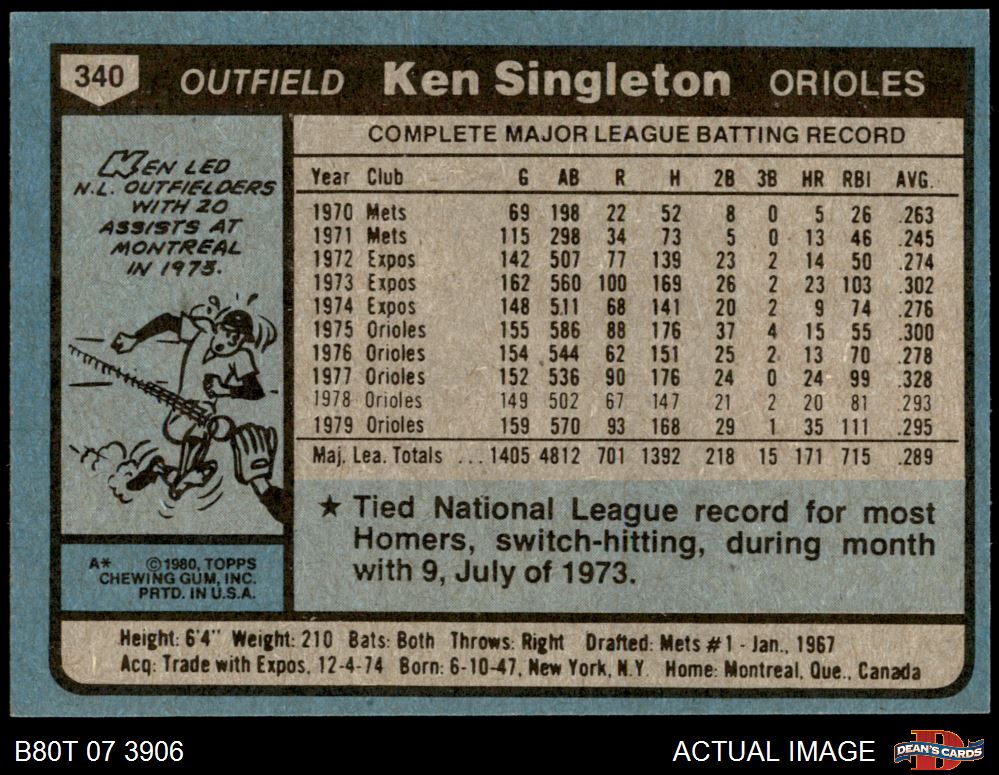 340 OUTFIELD Ken Singleton ORIOLES
KEN LED
N.L. OUTFIELDERS
WITH 20
ASSISTS AT
MONTREAL
IN 1973.
A* ©1980, TOPPS
CHEWING GUM, INC.
PRTD. IN U.S.A.
COMPLETE MAJOR LEAGUE BATTING RECORD
Year Club G AB R H 2B 3B HR RBI AVG.
1970 Mets 69 198 22 52 8 0 5 26 .263
1971 Mets 115 298 34 73 5 0 13 46 .245
1972 Expos 142 507 77 139 23 2 14 50 .274
1973 Expos 162 560 100 169 26 2 23 103 .302
1974 Expos 148 511 68 141 20 2 9 74 .276
1975 Orioles 155 586 88 176 37 4 15 55 .300
1976 Orioles 154 544 62 151 25 2 13 70 .278
1977 Orioles 152 536 90 176 24 0 24 99 .328
1978 Orioles 149 502 67 147 21 2 20 81 .293
1979 Orioles 159 570 93 168 29 1 35 111 .295
Maj. Lea. Totals ... 1405 4812 701 1392 218 15 171 715 .289
★ Tied National League record for most
Homers, switch-hitting, during month
with 9, July of 1973.
Height: 6'4" Weight: 210 Bats: Both Throws: Right Drafted: Mets #1 - Jan., 1967
Acq: Trade with Expos, 12-4-74 Born: 6-10-47, New York, N.Y. Home: Montreal, Que., Canada
B80T 07 3906 ACTUAL IMAGE
DEAN'S CARDS